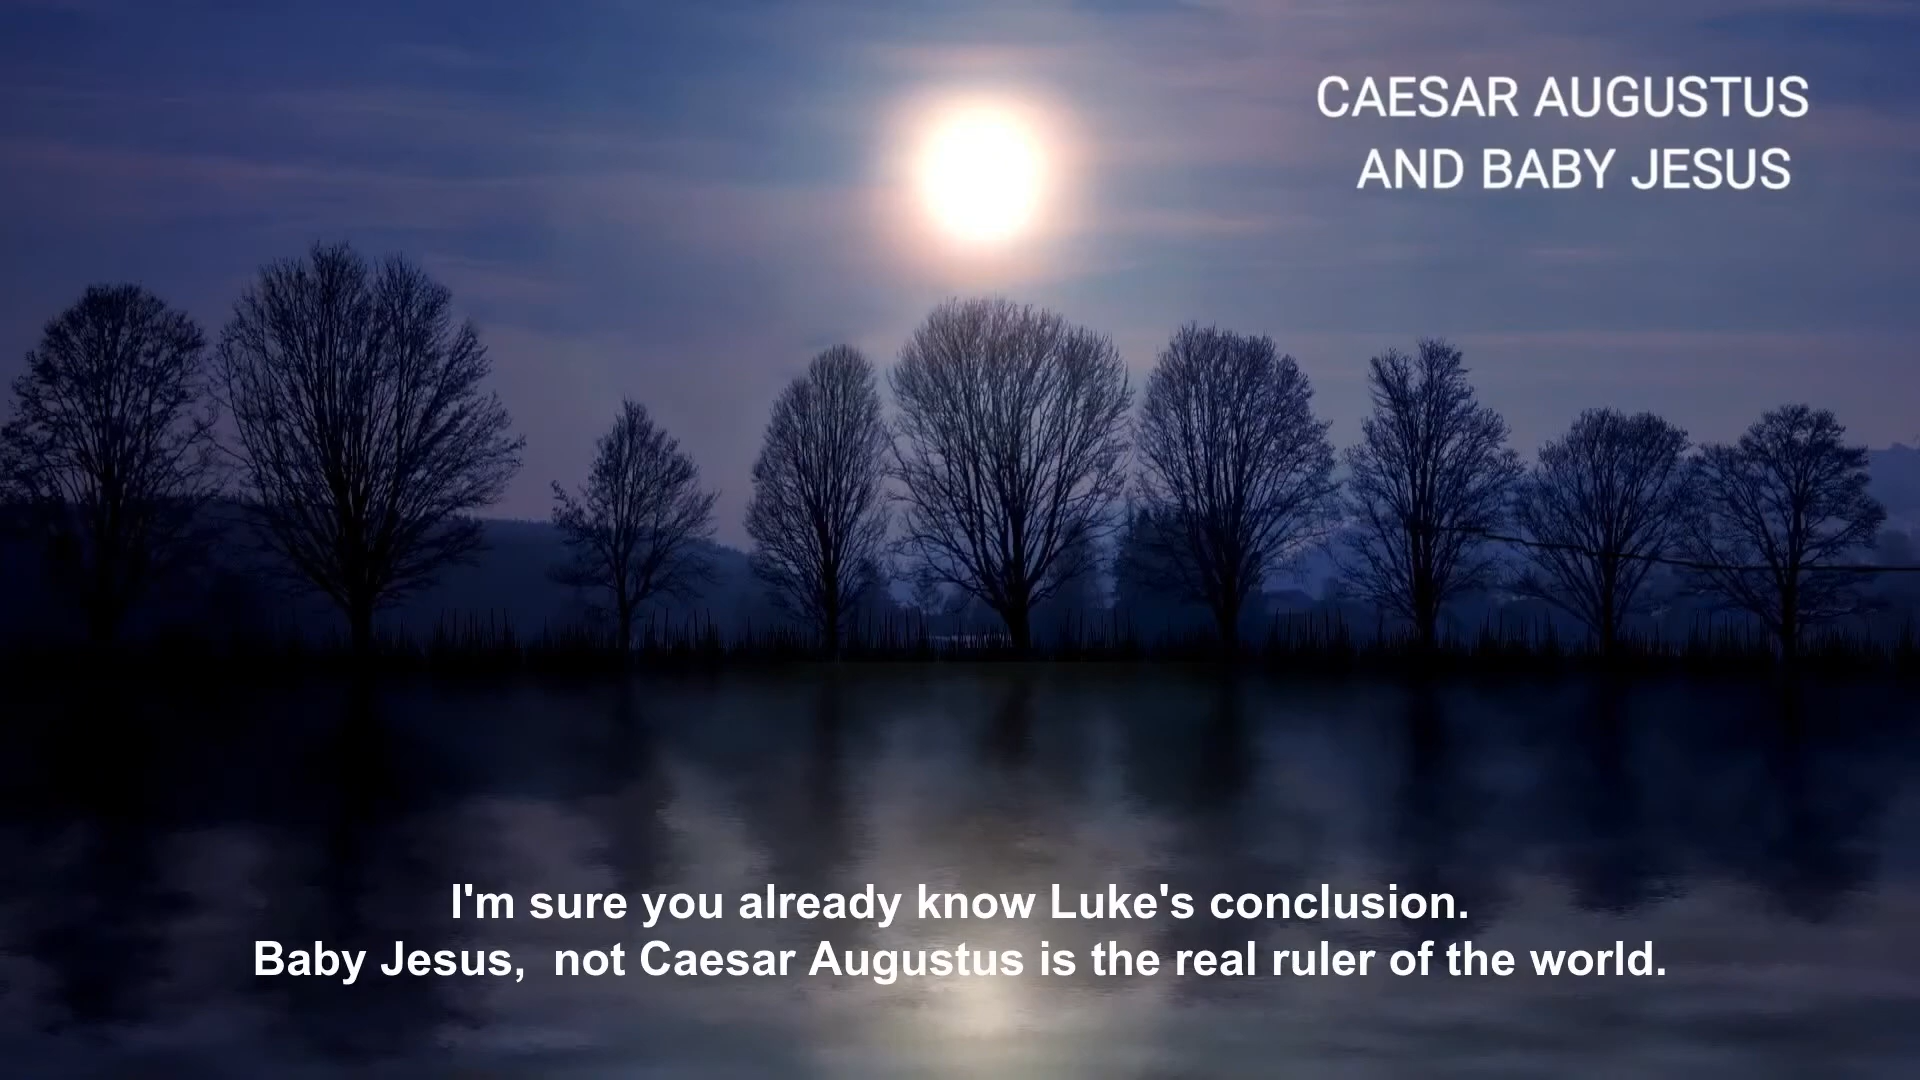 CAESAR AUGUSTUS
AND BABY JESUS
I'm sure you already know Luke's conclusion.
Baby Jesus,  not Caesar Augustus is the real ruler of the world.